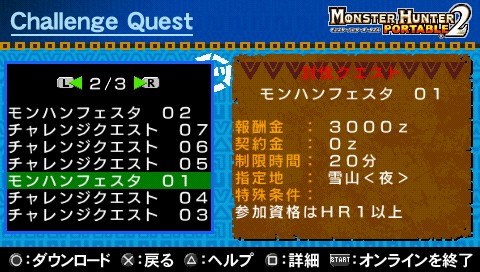 Challenge Quest
MONSTER HUNTER
PORTABLE 2
L 2/3 R
モンハンフェスタ 02
チャレンジクエスト 07
チャレンジクエスト 06
チャレンジクエスト 05
モンハンフェスタ 01
チャレンジクエスト 04
チャレンジクエスト 03
クエスト
モンハンフェスタ 01
報酬金 : 3000z
契約金 : 0z
制限時間 : 20分
指定地 : 雪山<夜>
特殊条件 :
参加資格はHR1以上
○:ダウンロード ×:戻る △:ヘルプ □:詳細 START:オンラインを終了